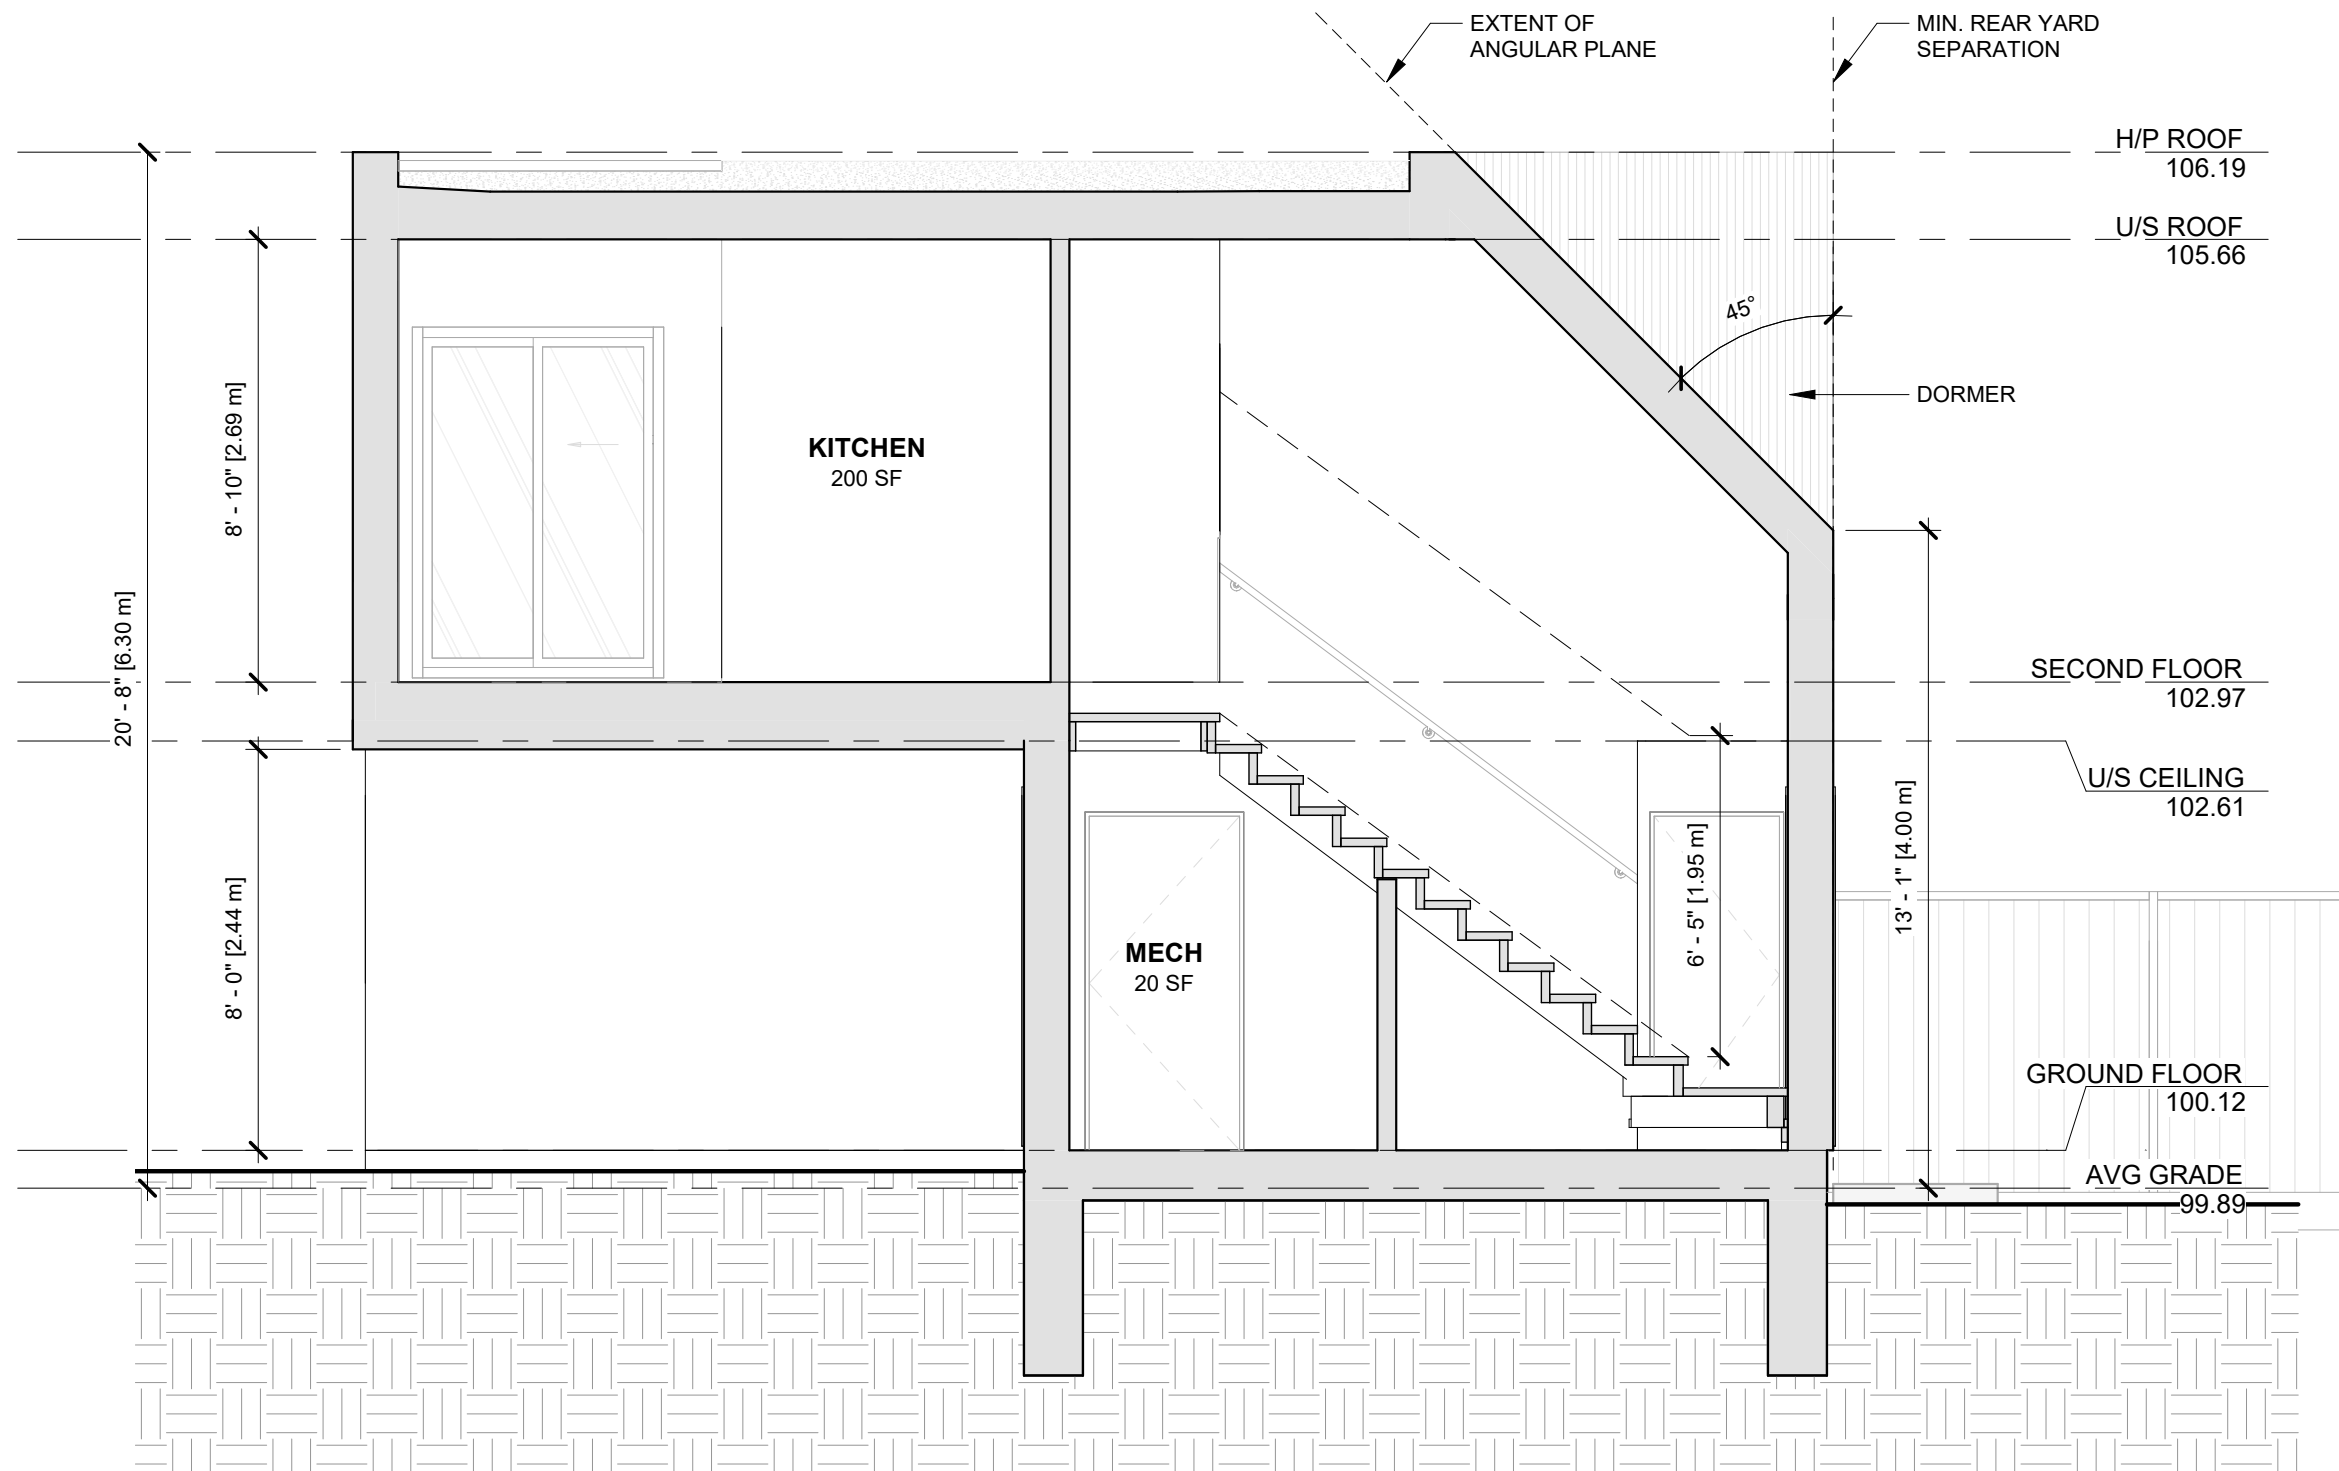 EXTENT OF
ANGULAR PLANE
MIN. REAR YARD
SEPARATION
H/P ROOF
106.19
U/S ROOF
105.66
45°
DORMER
8' - 10" [2.69 m]
KITCHEN
200 SF
20' - 8" [6.30 m]
SECOND FLOOR
102.97
U/S CEILING
102.61
13' - 1" [4.00 m]
6' - 5" [1.95 m]
8' - 0" [2.44 m]
MECH
20 SF
GROUND FLOOR
100.12
AVG GRADE
99.89